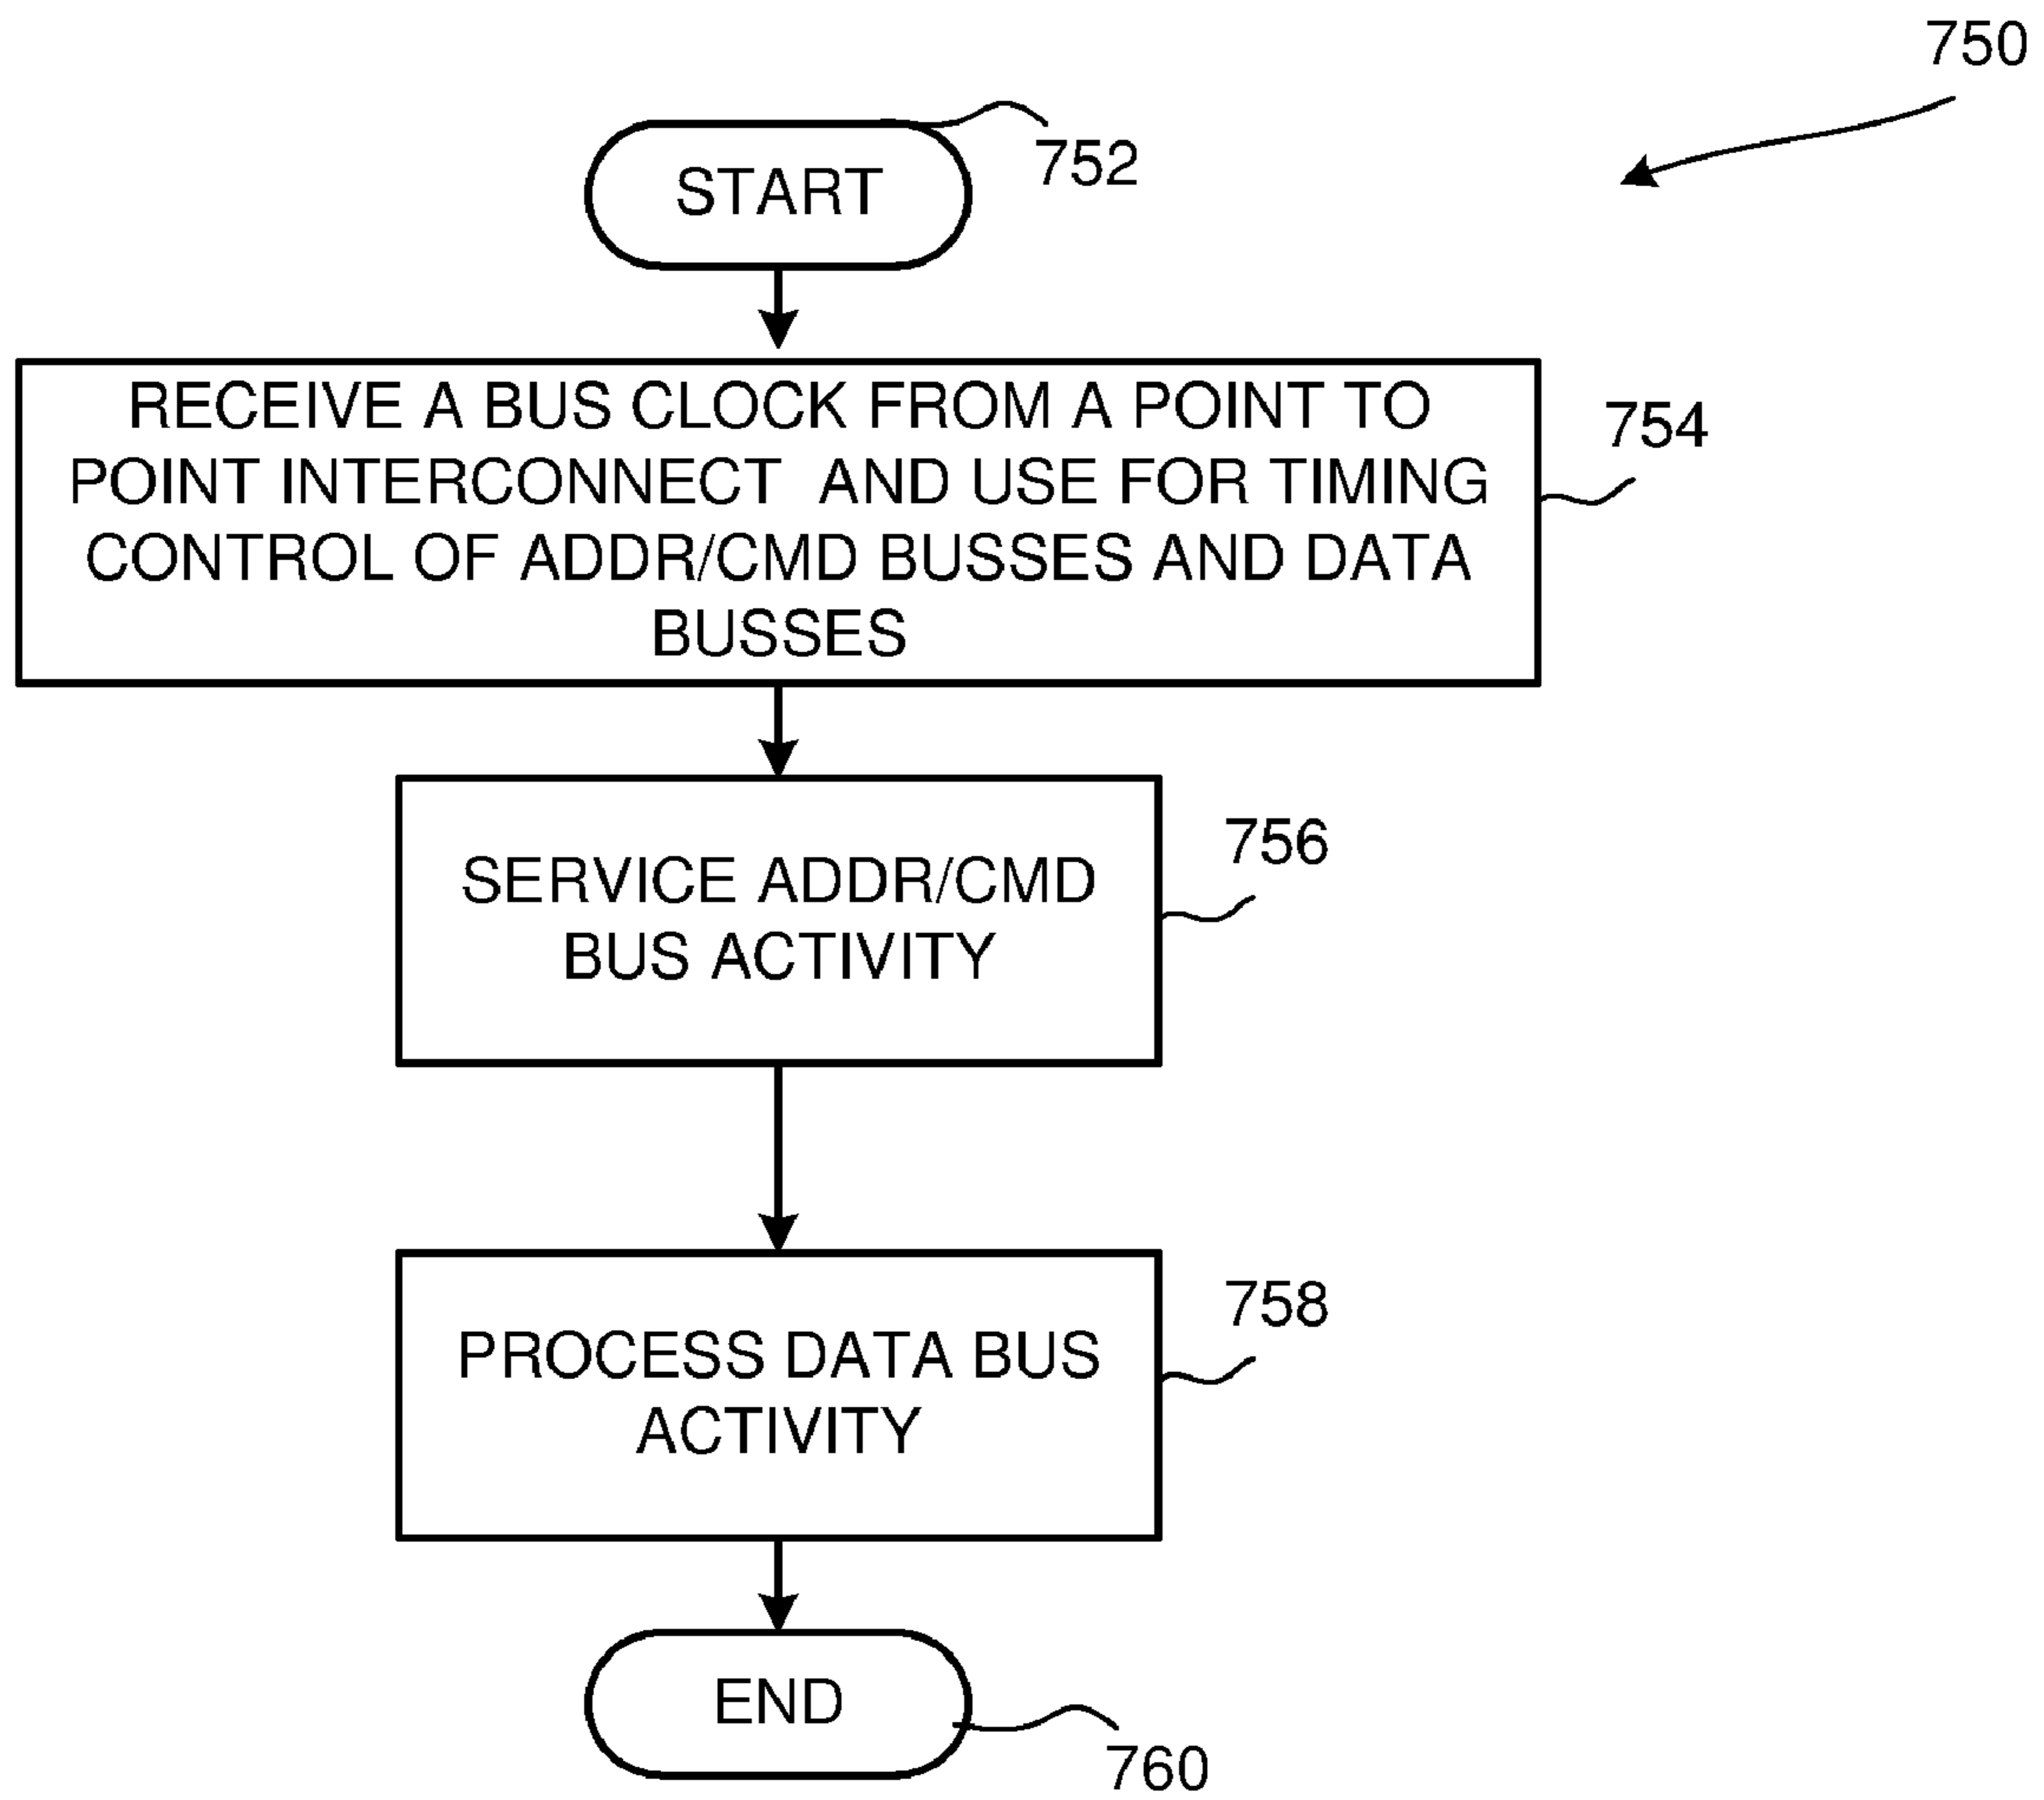 750
START
752
RECEIVE A BUS CLOCK FROM A POINT TO
POINT INTERCONNECT AND USE FOR TIMING
CONTROL OF ADDR/CMD BUSSES AND DATA
BUSSES
754
SERVICE ADDR/CMD
BUS ACTIVITY
756
PROCESS DATA BUS
ACTIVITY
758
END
760